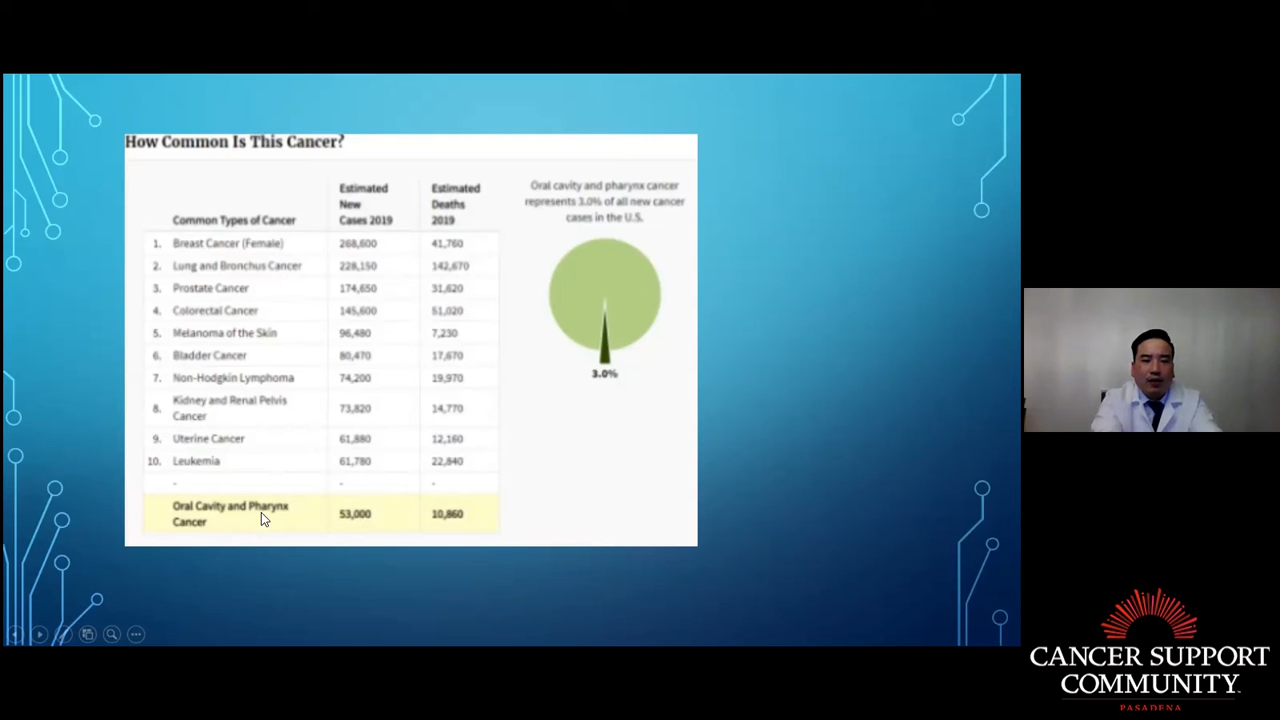 How Common Is This Cancer?
Common Types of Cancer Estimated New Cases 2019 Estimated Deaths 2019
1. Breast Cancer (Female) 268,600 41,760
2. Lung and Bronchus Cancer 228,150 142,670
3. Prostate Cancer 174,650 31,620
4. Colorectal Cancer 145,600 51,020
5. Melanoma of the Skin 96,480 7,230
6. Bladder Cancer 80,470 17,670
7. Non-Hodgkin Lymphoma 74,200 19,970
8. Kidney and Renal Pelvis Cancer 73,820 14,770
9. Uterine Cancer 61,880 12,160
10. Leukemia 61,780 22,840
- - -
Oral Cavity and Pharynx Cancer 53,000 10,860
Oral cavity and pharynx cancer
represents 3.0% of all new cancer
cases in the U.S.
3.0%
CANCER SUPPORT
COMMUNITY
PASADENA